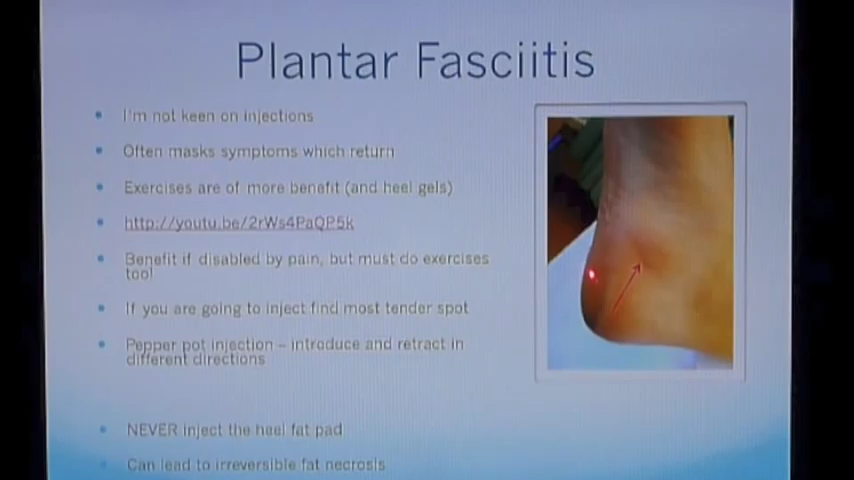 Plantar Fasciitis
I'm not keen on injections
Often masks symptoms which return
Exercises are of more benefit (and heel gels)
http://youtu.be/2rWs4PaQP5k
Benefit if disabled by pain, but must do exercises
too!
If you are going to inject find most tender spot
Pepper pot injection – introduce and retract in
different directions
NEVER inject the heel fat pad
Can lead to irreversible fat necrosis